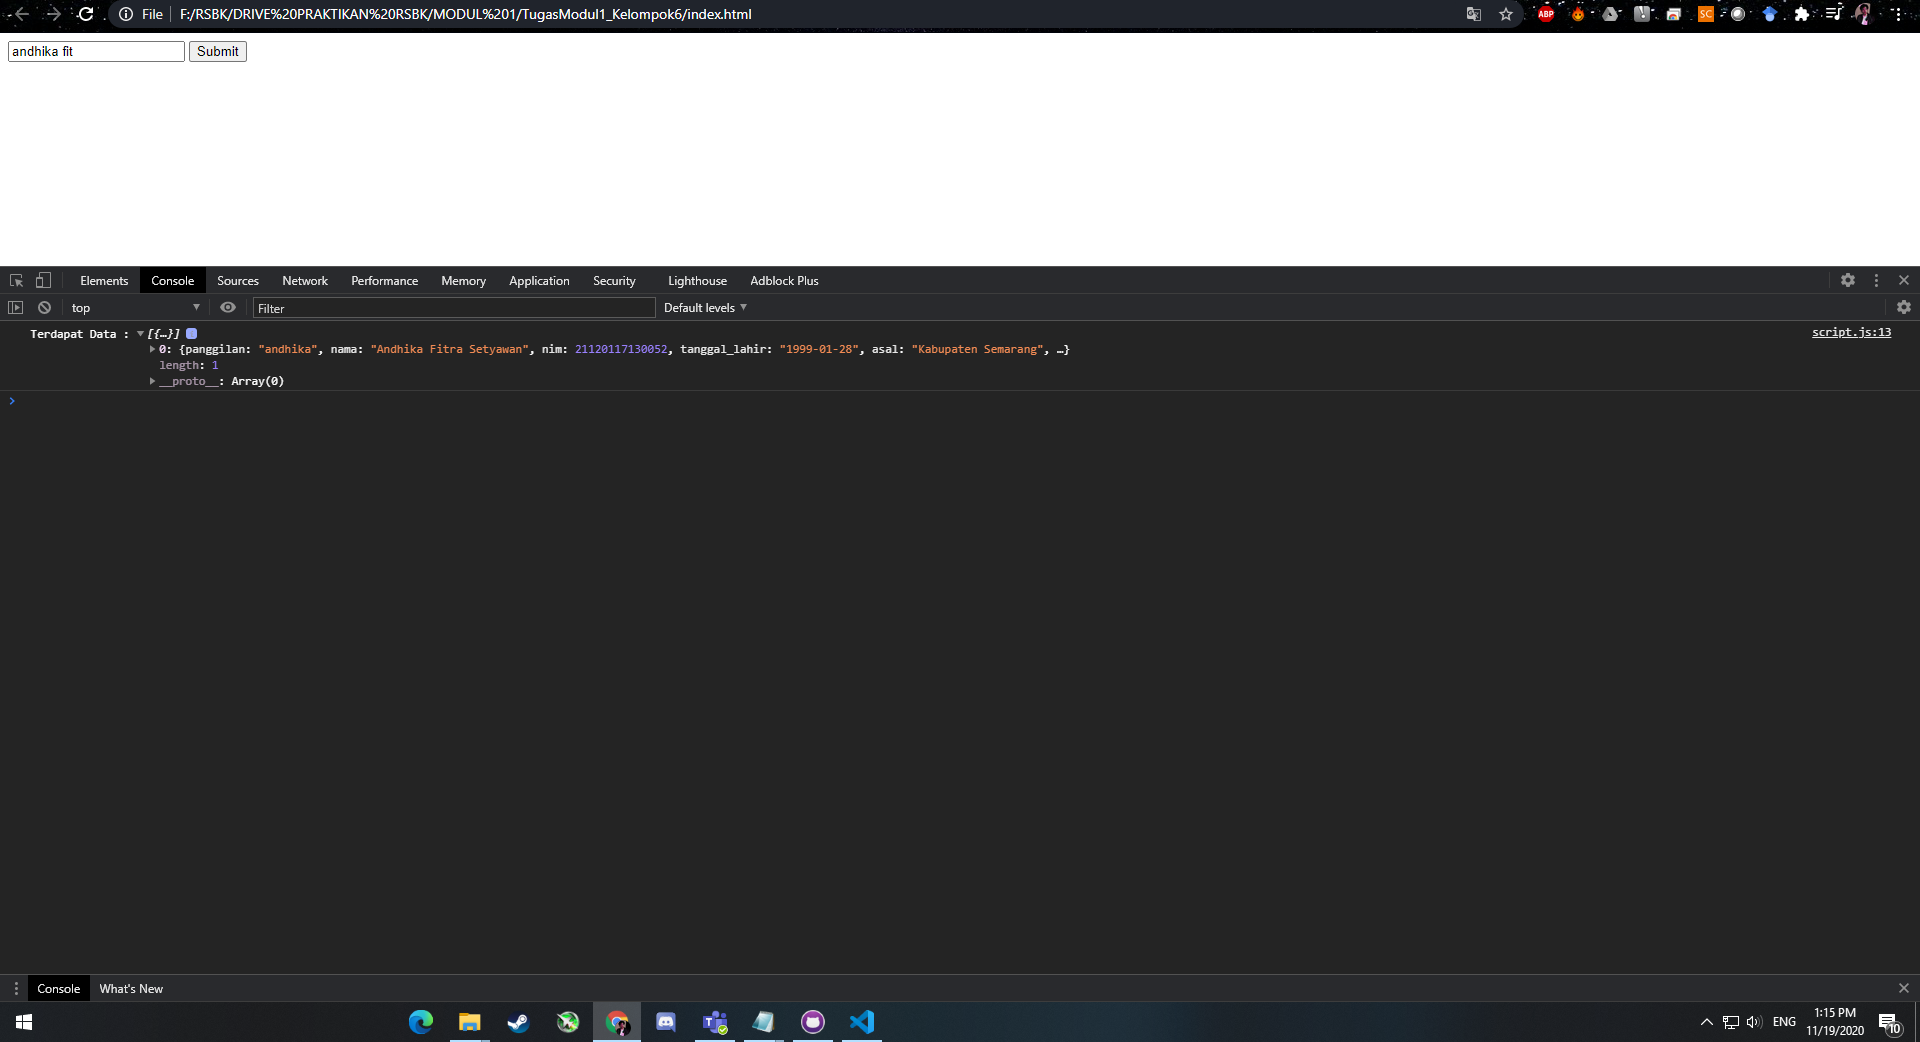 File F:/RSBK/DRIVE%20PRAKTIKAN%20RSBK/MODUL%201/TugasModul1_Kelompok6/index.html ABP SC
andhika fit Submit
Elements Console Sources Network Performance Memory Application Security Lighthouse Adblock Plus
top Filter Default levels
Terdapat Data : [{…}] script.js:13
0: {panggilan: "andhika", nama: "Andhika Fitra Setyawan", nim: 21120117130052, tanggal_lahir: "1999-01-28", asal: "Kabupaten Semarang", …}
length: 1
__proto__: Array(0)
Console What's New
ENG 1:15 PM
11/19/2020 10